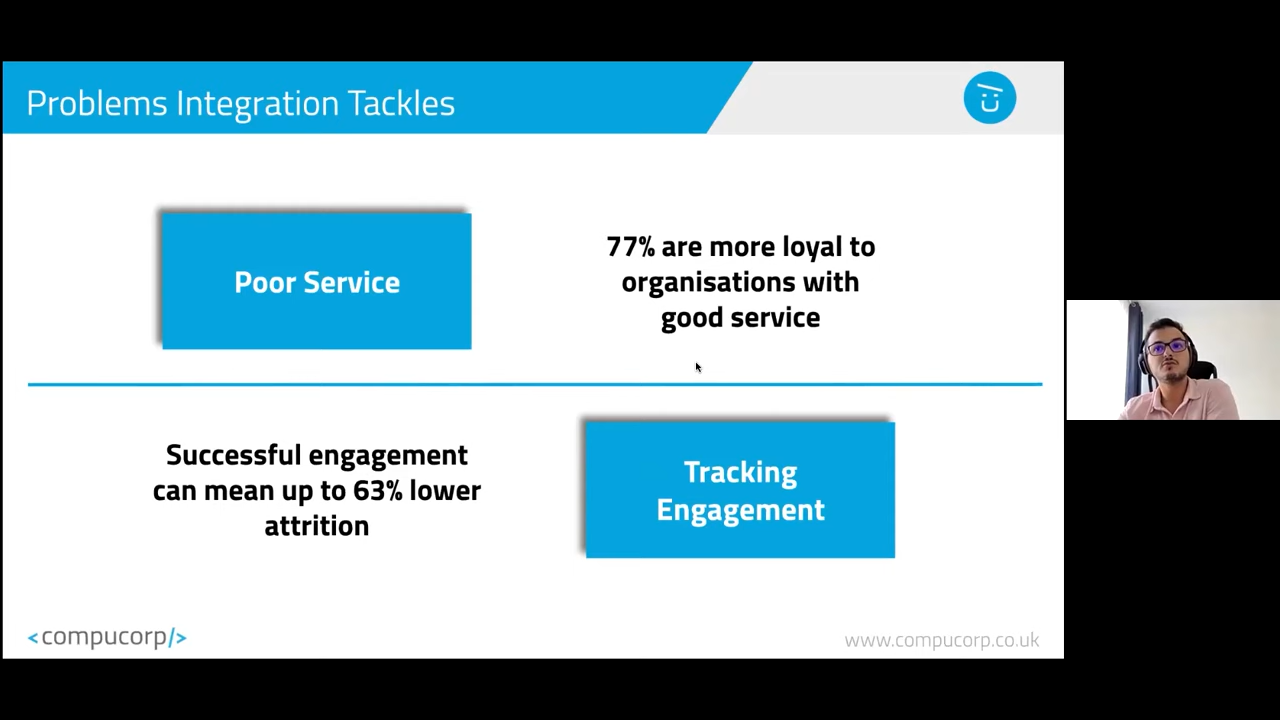 Problems Integration Tackles
Poor Service
77% are more loyal to
organisations with
good service
Successful engagement
can mean up to 63% lower
attrition
Tracking
Engagement
<compucorp/>
www.compucorp.co.uk